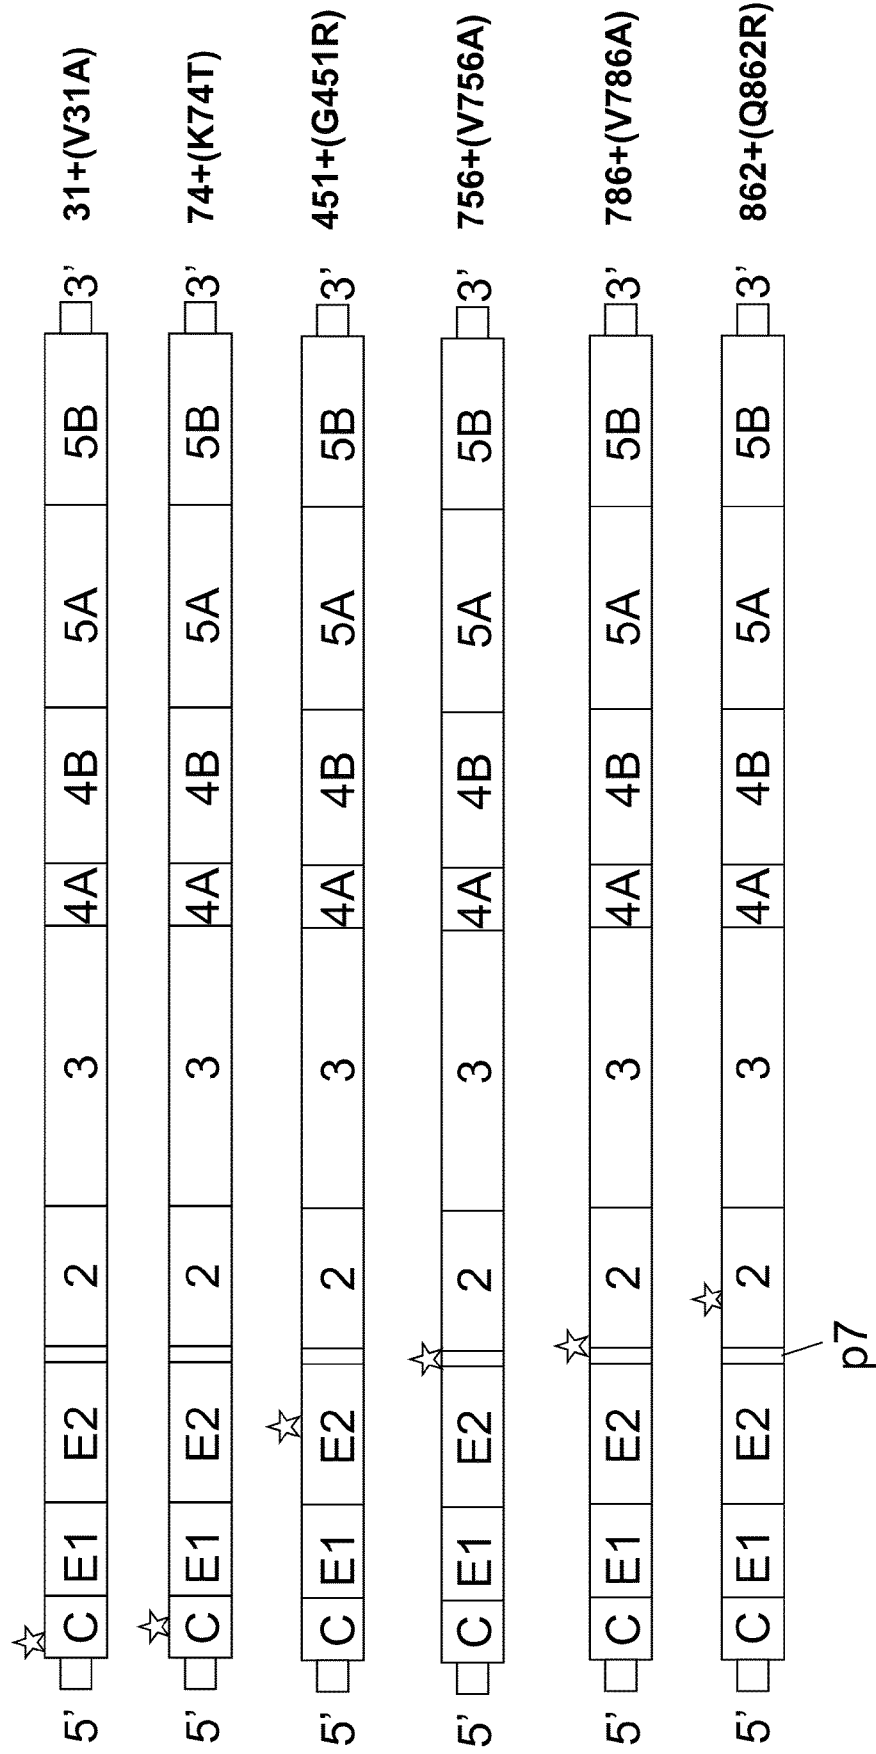 5' C E1 E2 2 3 4A 4B 5A 5B 3' 31+(V31A)
5' C E1 E2 2 3 4A 4B 5A 5B 3' 74+(K74T)
5' C E1 E2 2 3 4A 4B 5A 5B 3' 451+(G451R)
5' C E1 E2 2 3 4A 4B 5A 5B 3' 756+(V756A)
5' C E1 E2 2 3 4A 4B 5A 5B 3' 786+(V786A)
5' C E1 E2 2 3 4A 4B 5A 5B 3' 862+(Q862R)
p7